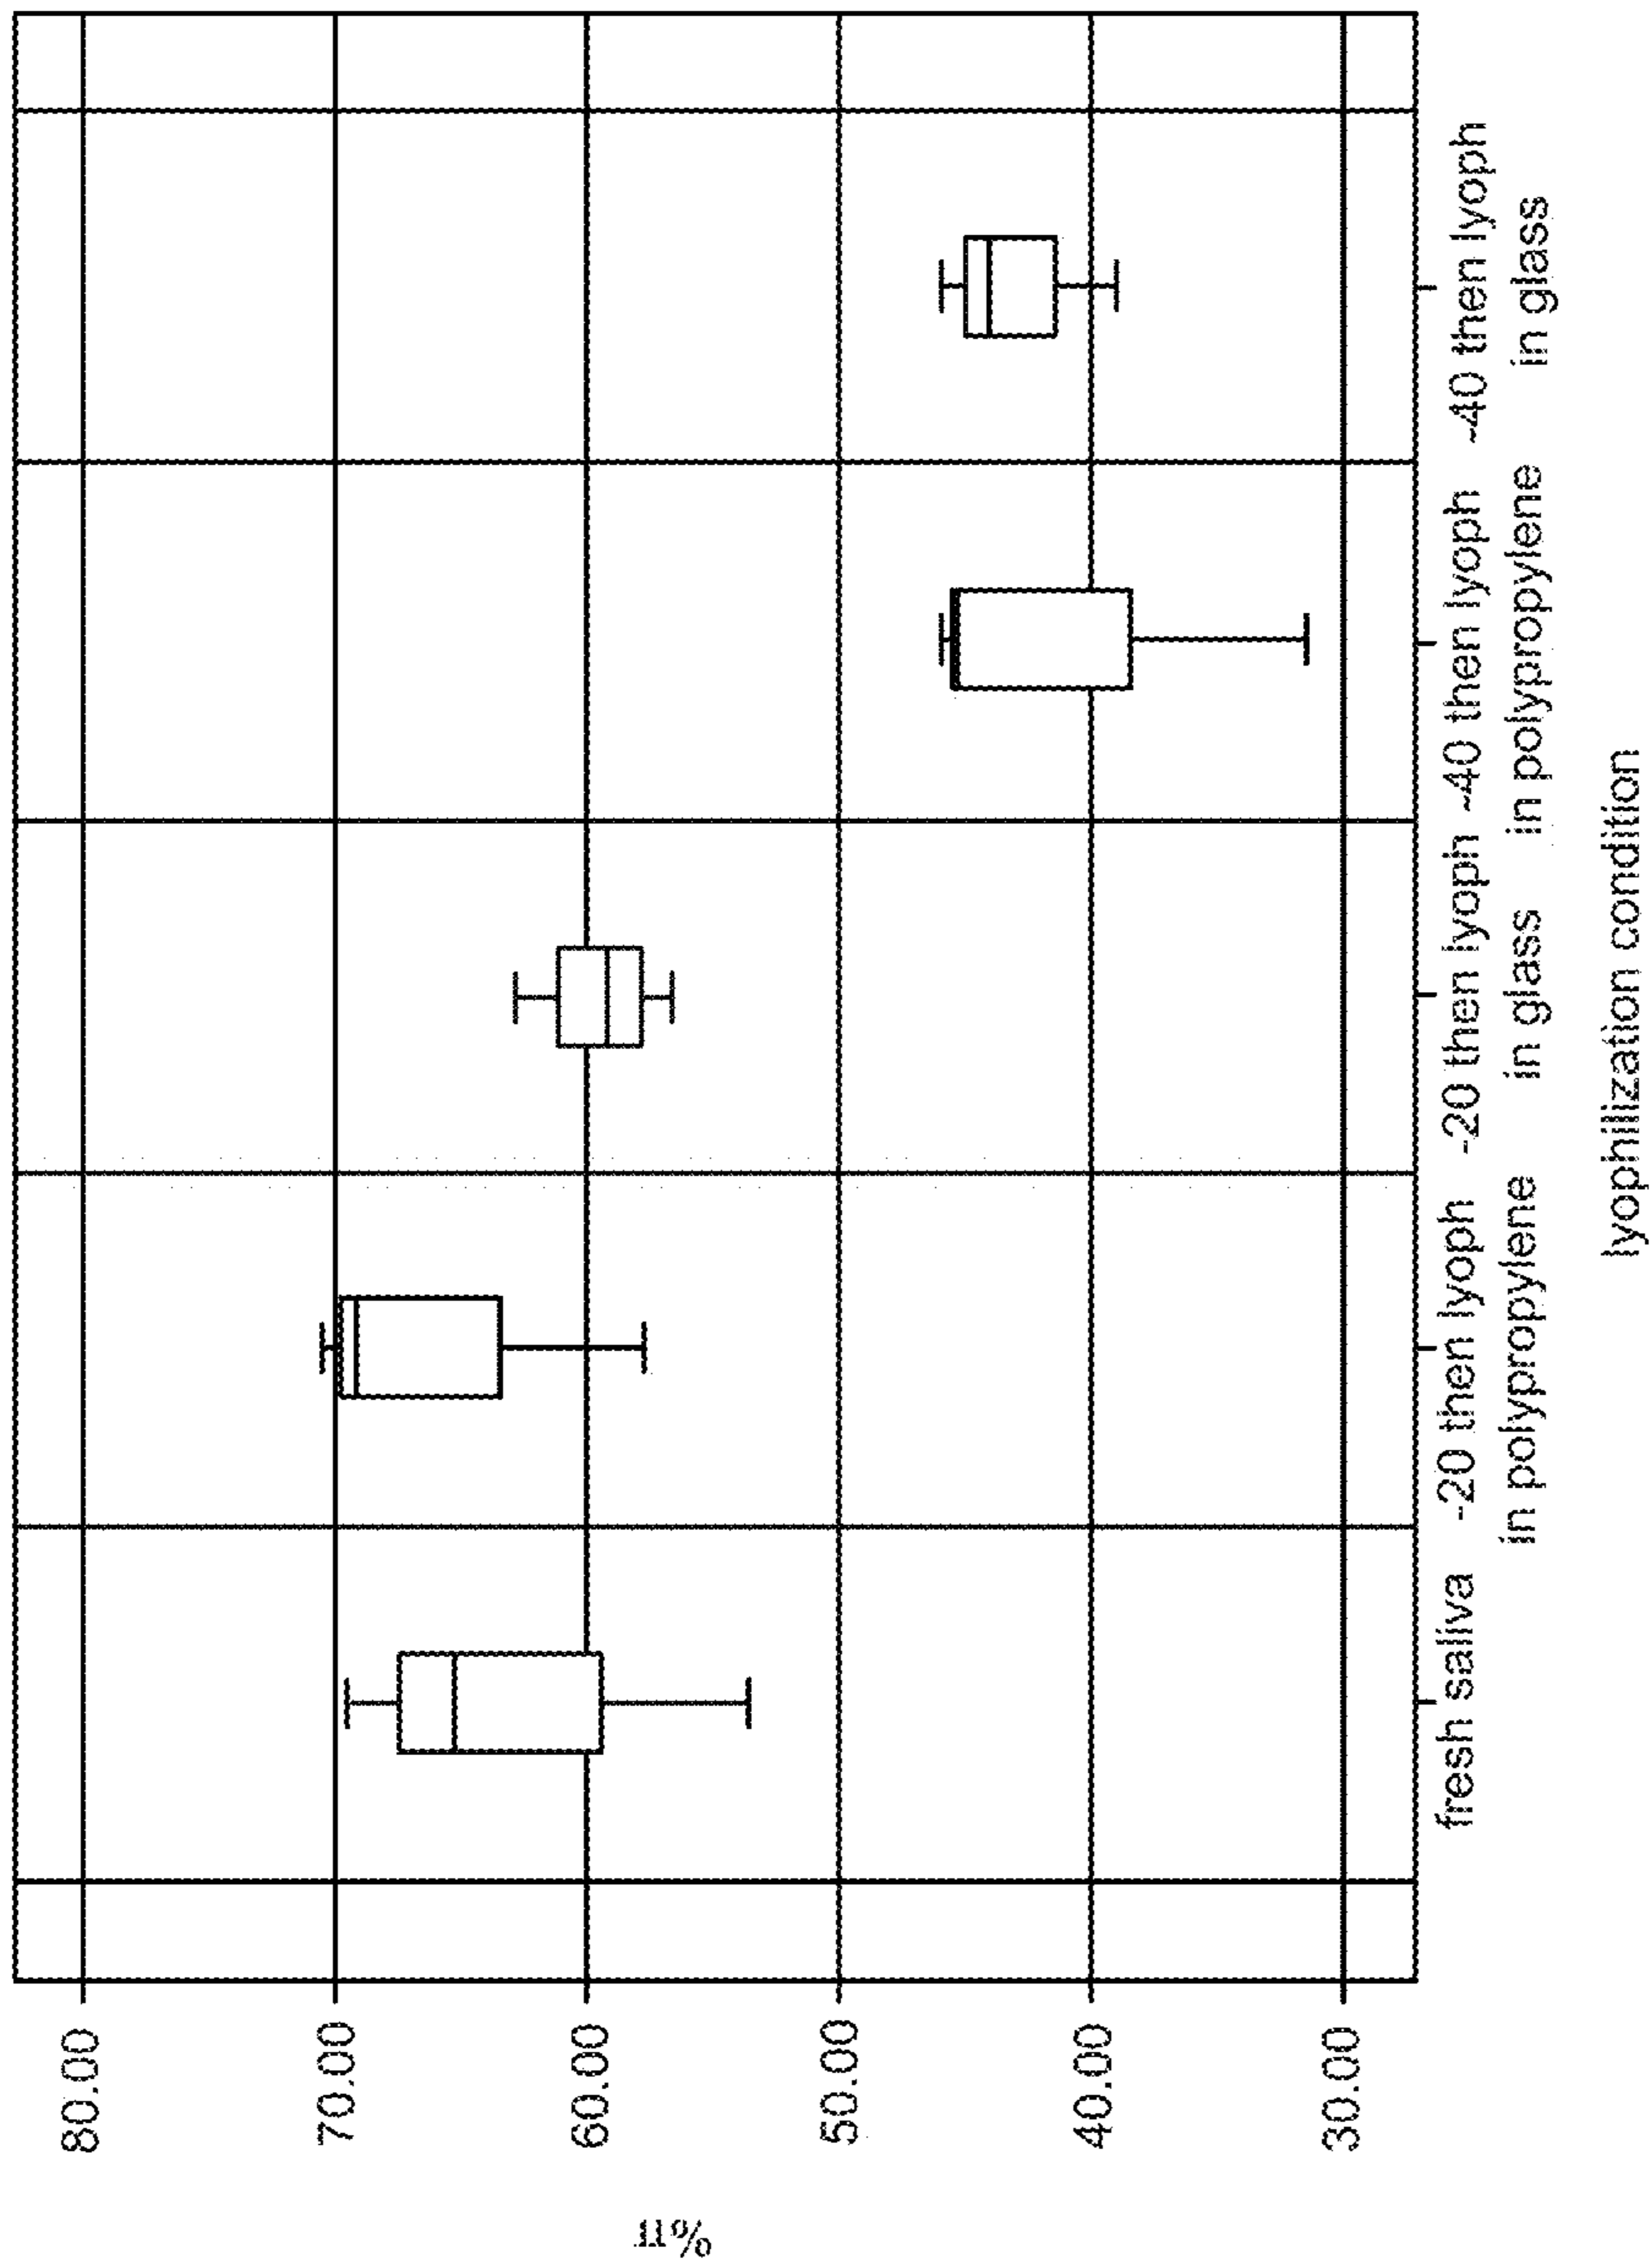 80.00
70.00
60.00
50.00
40.00
30.00
fresh saliva
-20 then lyoph
in polypropylene
-20 then lyoph
in glass
-40 then lyoph
in polypropylene
-40 then lyoph
in glass
lyophilization condition